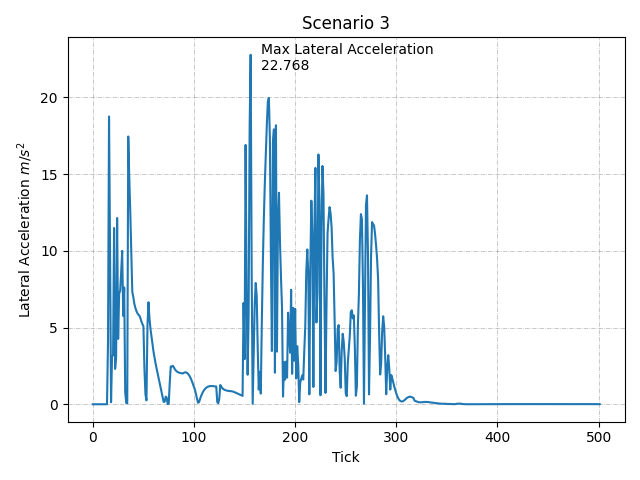 Scenario 3
Max Lateral Acceleration
22.768
Lateral Acceleration m/s²
20
15
10
5
0
0 100 200 300 400 500
Tick